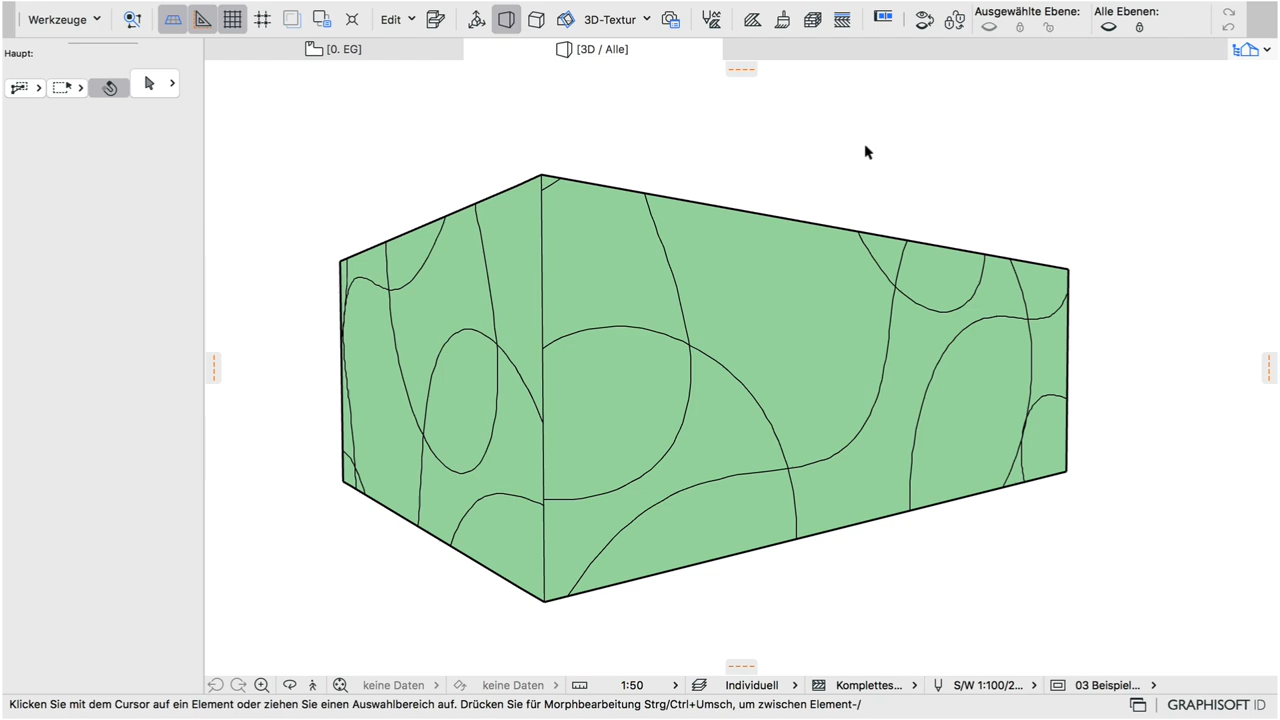 Werkzeuge
Edit
3D-Textur
Ausgewählte Ebene:
Alle Ebenen:
[0. EG]
[3D / Alle]
Haupt:
keine Daten
keine Daten
1:50
Individuell
Komplettes...
S/W 1:100/2...
03 Beispiel...
Klicken Sie mit dem Cursor auf ein Element oder ziehen Sie einen Auswahlbereich auf. Drücken Sie für Morphbearbeitung Strg/Ctrl+Umsch, um zwischen Element-/
GRAPHISOFT ID